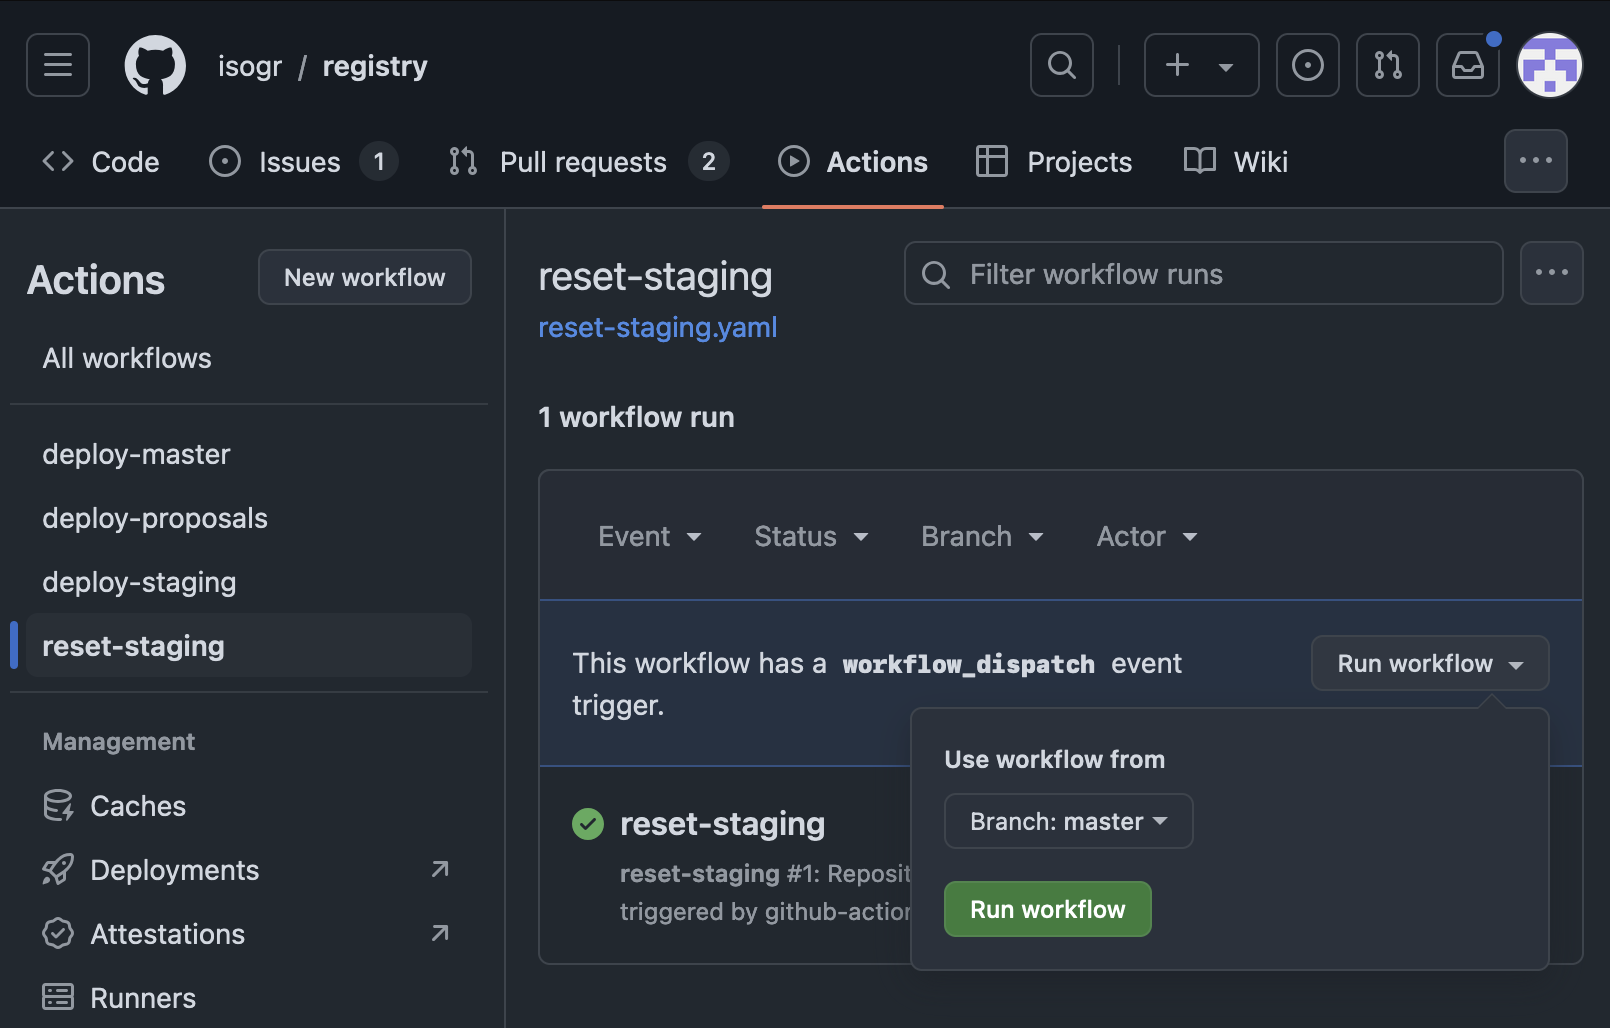 isogr / registry
Code
Issues 1
Pull requests 2
Actions
Projects
Wiki
Actions
New workflow
All workflows
deploy-master
deploy-proposals
deploy-staging
reset-staging
Management
Caches
Deployments
Attestations
Runners
reset-staging
Filter workflow runs
reset-staging.yaml
1 workflow run
Event
Status
Branch
Actor
This workflow has a workflow_dispatch event
trigger.
Run workflow
Use workflow from
Branch: master
Run workflow
reset-staging
reset-staging #1: Reposit
triggered by github-action